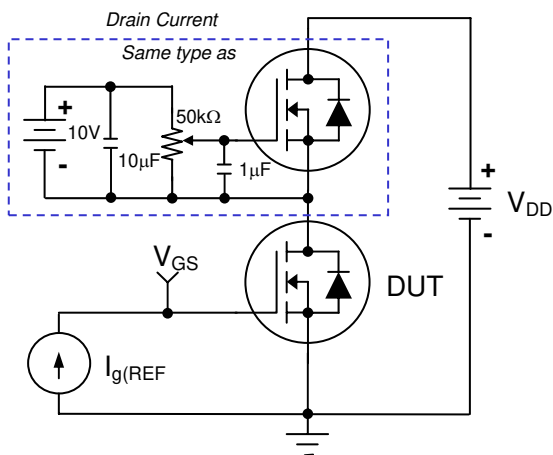 Drain Current
Same type as
+
10V
-
10µF
50kΩ
1µF
+
V_DD
-
V_GS
DUT
I_g(REF